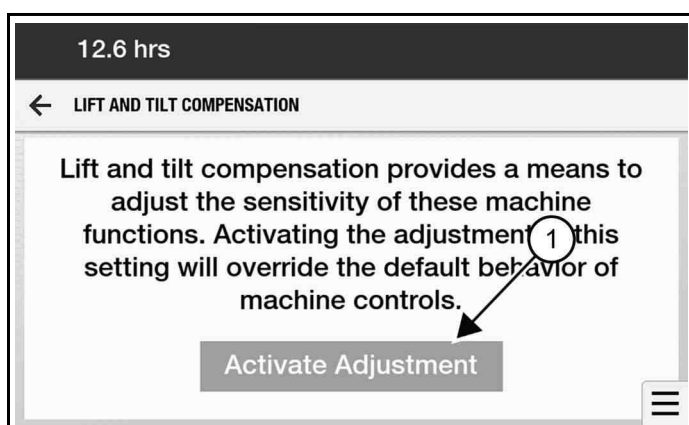 12.6 hrs
LIFT AND TILT COMPENSATION
Lift and tilt compensation provides a means to
adjust the sensitivity of these machine
functions. Activating the adjustment this
setting will override the default behavior of
machine controls.
1
Activate Adjustment